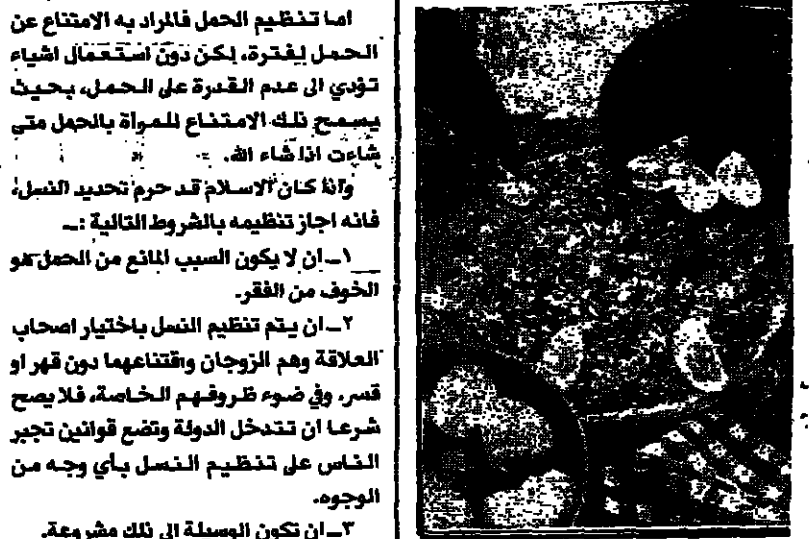 اما تنظيم الحمل فالمراد به الامتناع عن
الحمل لفترة، لكن دون استعمال اشياء
تؤدي الى عدم القدرة على الحمل، بحيث
يسمح ذلك الامتناع للمرأة بالحمل متى
شاءت اذا شاء الله.
واذا كان الاسلام قد حرم تحديد النسل،
فانه اجاز تنظيمه بالشروط التالية :ـ
١ـ ان لا يكون السبب المانع من الحمل هو
الخوف من الفقر.
٢ـ ان يتم تنظيم النسل باختيار اصحاب
العلاقة وهم الزوجان واقتناعهما دون قهر او
قسر. وفي ضوء ظروفهم الخاصة، فلا يصح
شرعا ان تتدخل الدولة وتضع قوانين تجبر
الناس على تنظيم النسل بأي وجه من
الوجوه.
٣ـ ان تكون الوسيلة الى ذلك مشروعة.